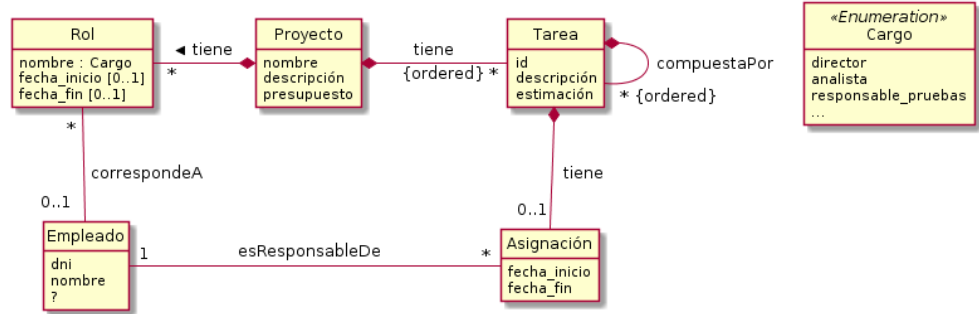 Rol
nombre : Cargo
fecha_inicio [0..1]
fecha_fin [0..1]
◄ tiene
*
Proyecto
nombre
descripción
presupuesto
tiene
{ordered} *
Tarea
id
descripción
estimación
compuestaPor
* {ordered}
«Enumeration»
Cargo
director
analista
responsable_pruebas
...
*
correspondeA
0..1
tiene
0..1
Empleado
dni
nombre
?
1
esResponsableDe
*
Asignación
fecha_inicio
fecha_fin